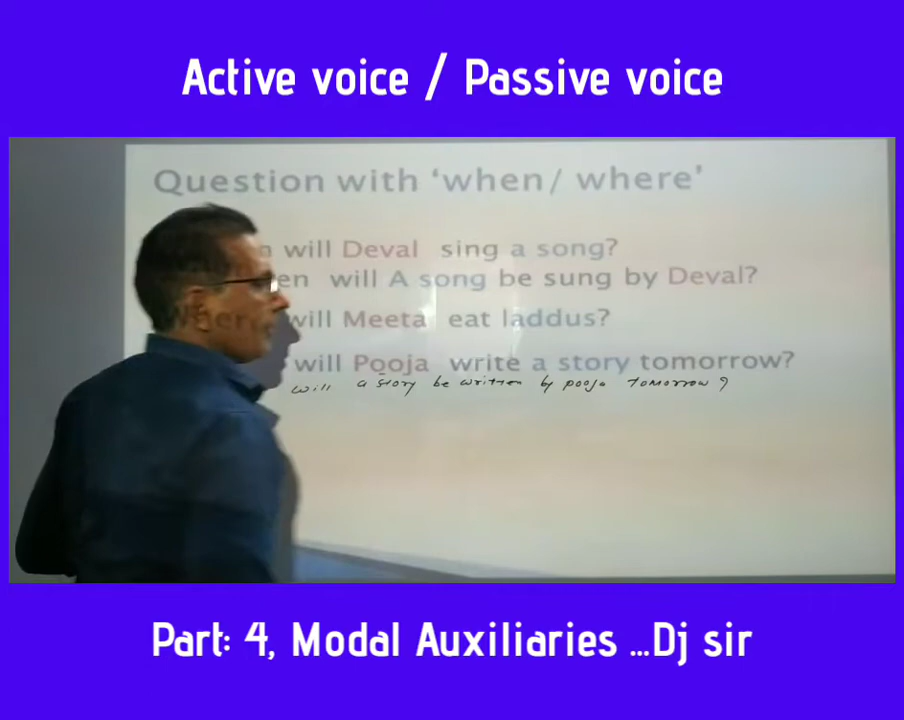 Active voice / Passive voice
Question with ‘when / where’
will Deval sing a song?
will A song be sung by Deval?
will Meeta eat laddus?
will Pooja write a story tomorrow?
will a story be written by pooja tomorrow ?
Part: 4, Modal Auxiliaries ...Dj sir